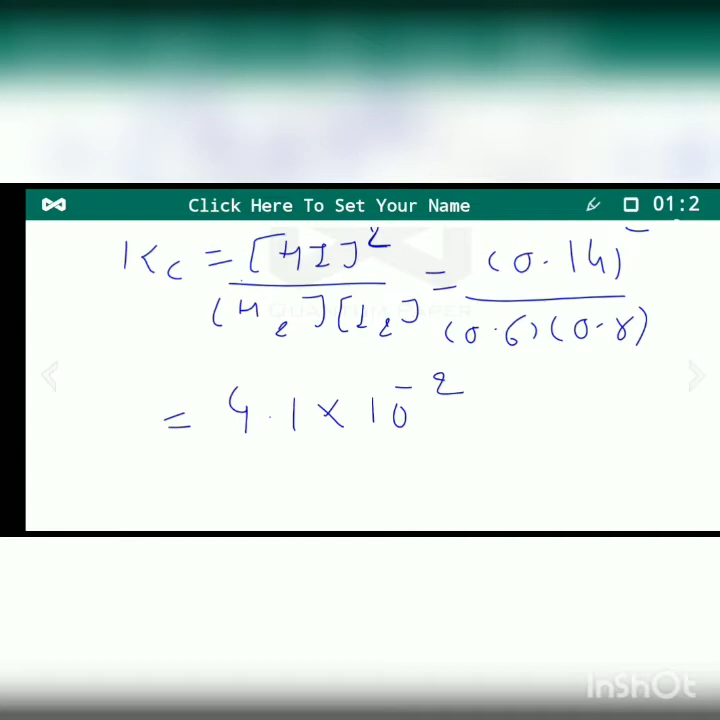 Click Here To Set Your Name 01:2
Kc = [HI]² / [H₂][I₂] = (0.14)² / (0.6)(0.8)
= 4.1 × 10⁻²
InShOt